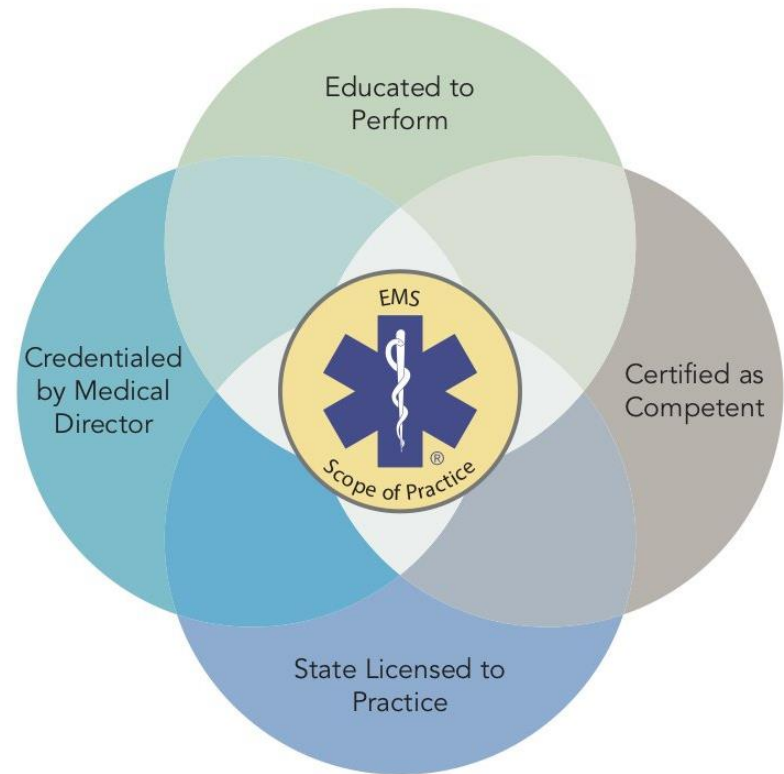 Educated to
Perform
Credentialed
by Medical
Director
EMS
Scope of Practice
®
Certified as
Competent
State Licensed to
Practice